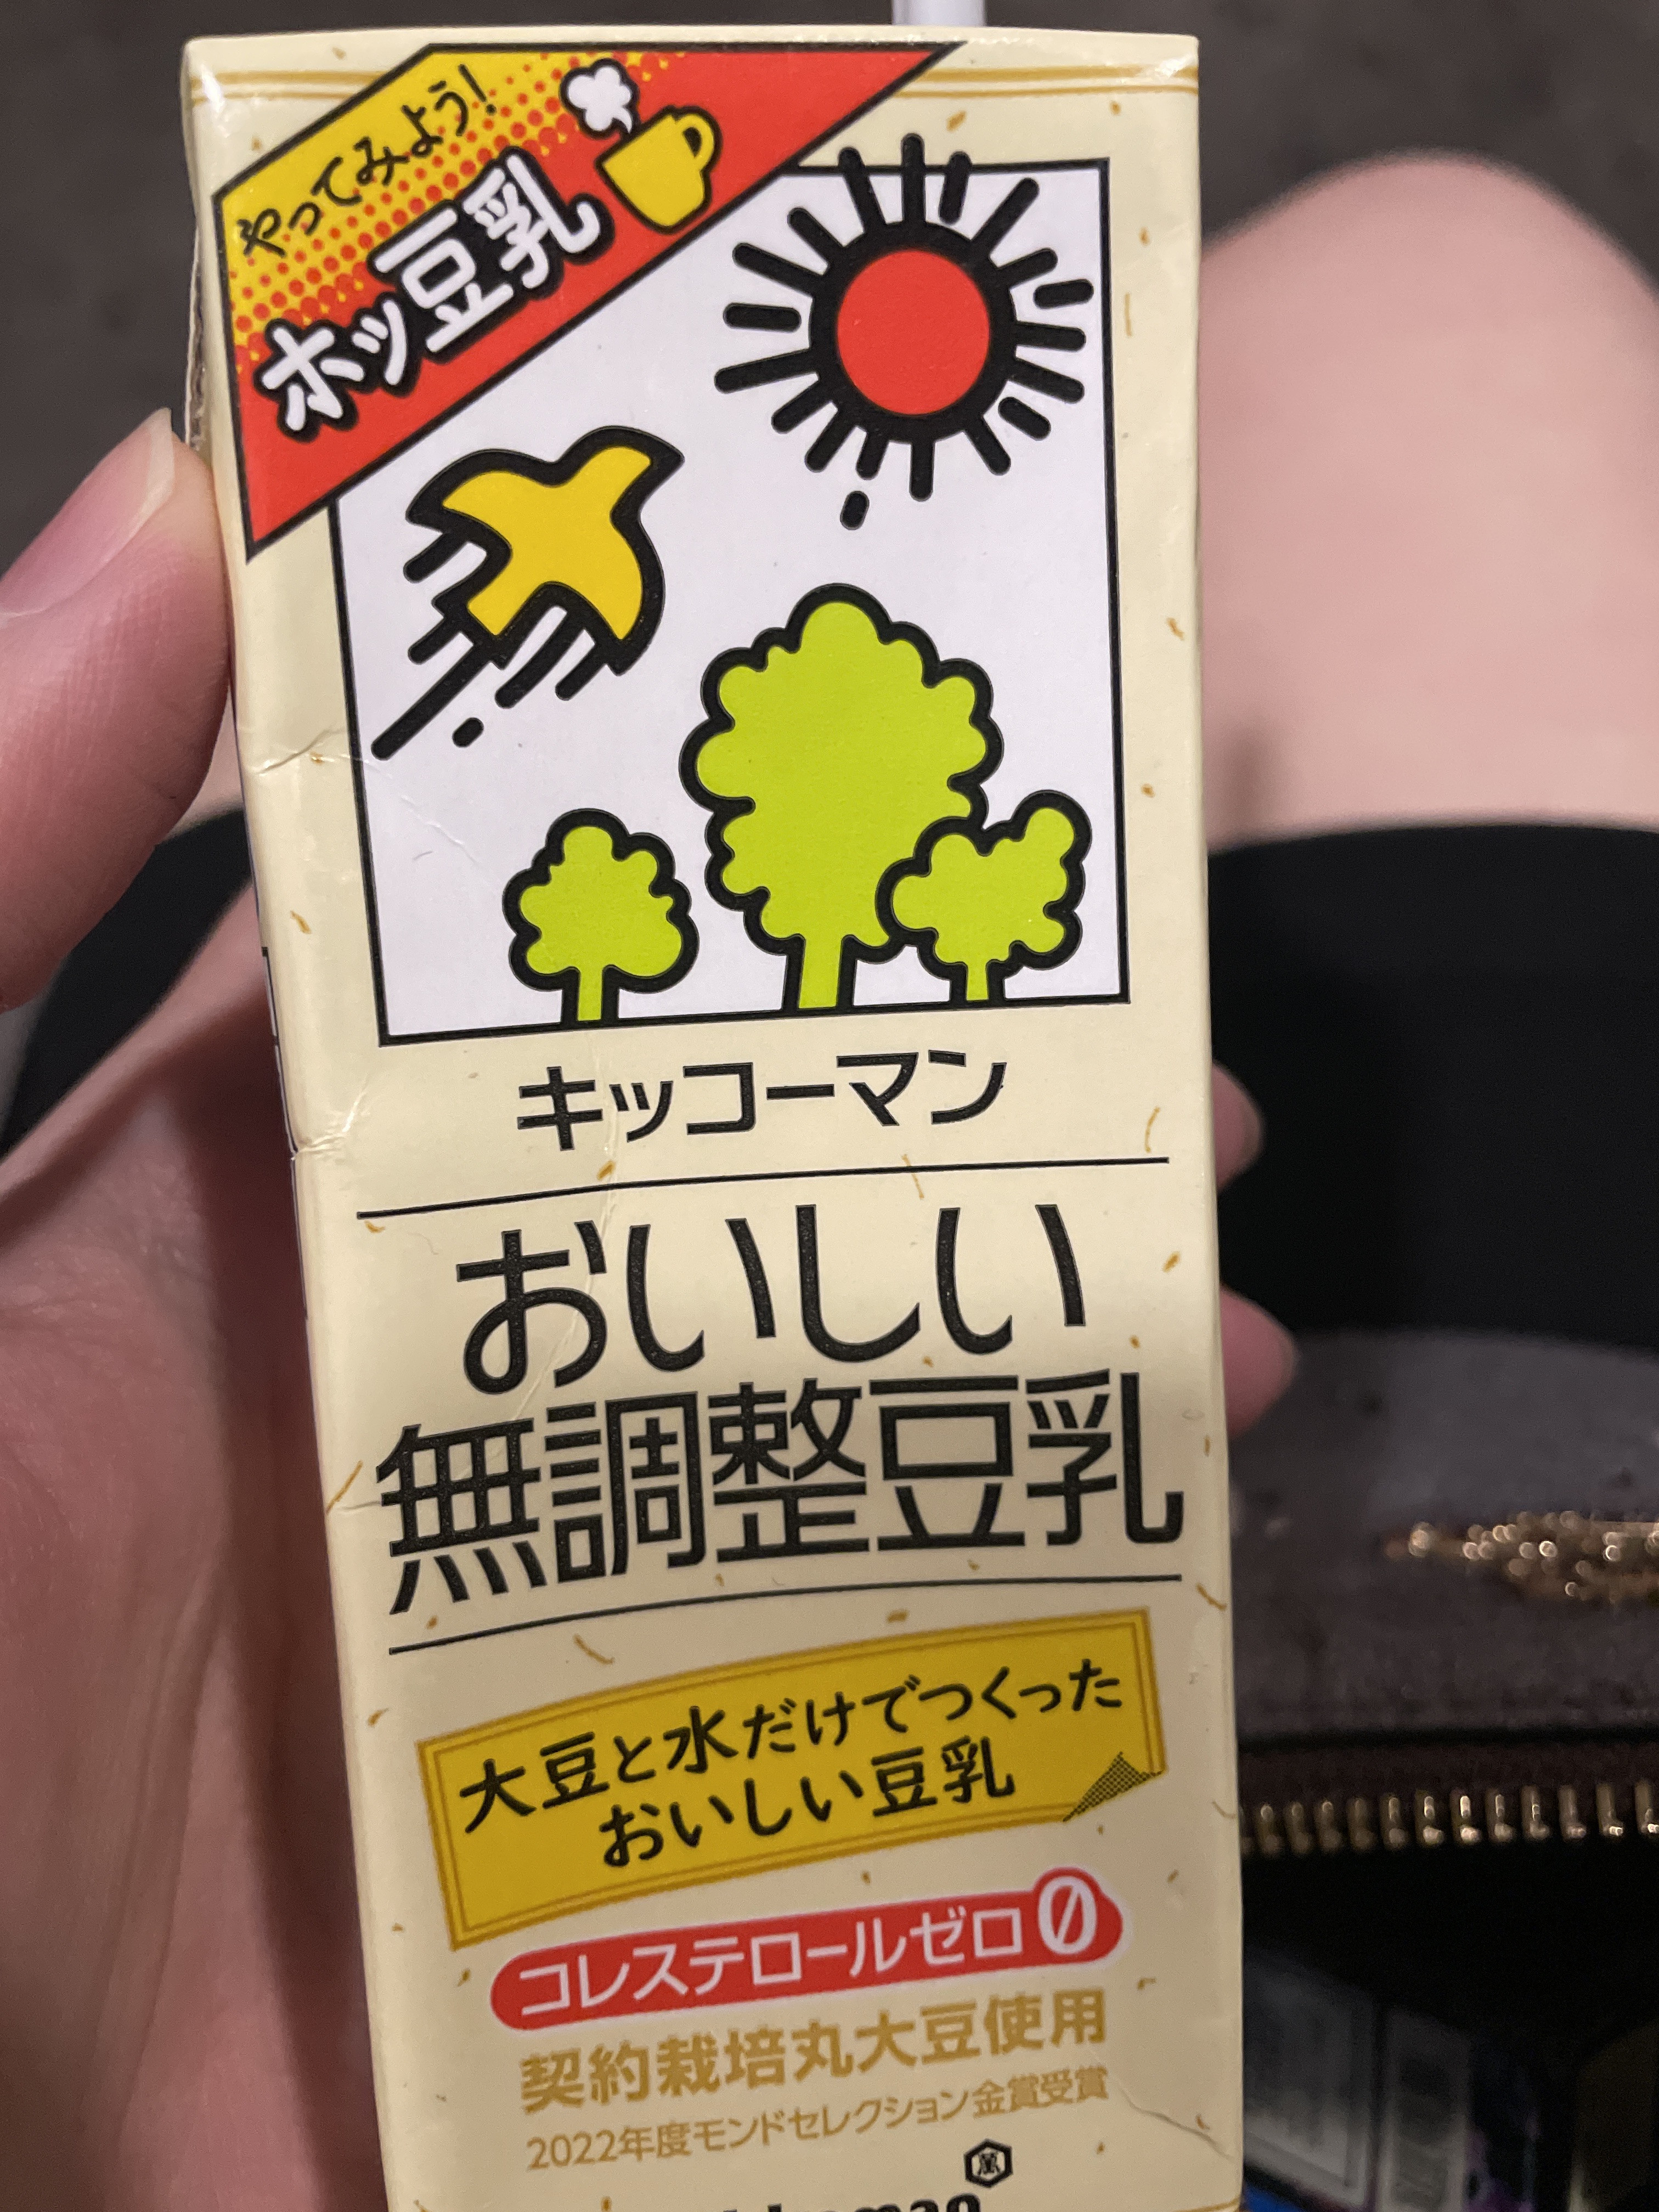 やってみよう!
ホッ豆乳
キッコーマン
おいしい
無調整豆乳
大豆と水だけでつくった
おいしい豆乳
コレステロールゼロ0
契約栽培丸大豆使用
2022年度モンドセレクション金賞受賞
萬